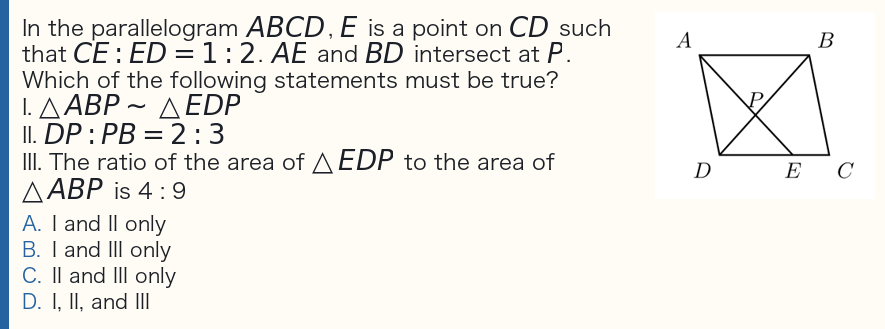 In the parallelogram ABCD, E is a point on CD such
that CE : ED = 1 : 2. AE and BD intersect at P.
Which of the following statements must be true?
I. △ABP ~ △EDP
II. DP : PB = 2 : 3
III. The ratio of the area of △EDP to the area of
△ABP is 4 : 9
A. I and II only
B. I and III only
C. II and III only
D. I, II, and III
A B
P
D E C